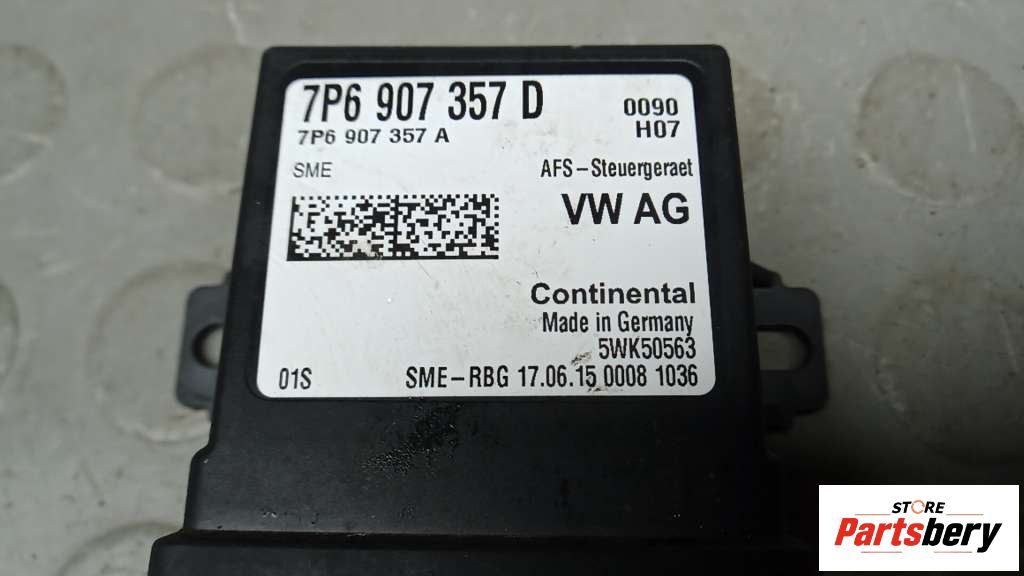 7P6 907 357 D
0090
7P6 907 357 A
H07
SME
AFS-Steuergeraet
VW AG
Continental
Made in Germany
5WK50563
01S
SME-RBG 17.06.15 0008 1036
STORE
Partsbery